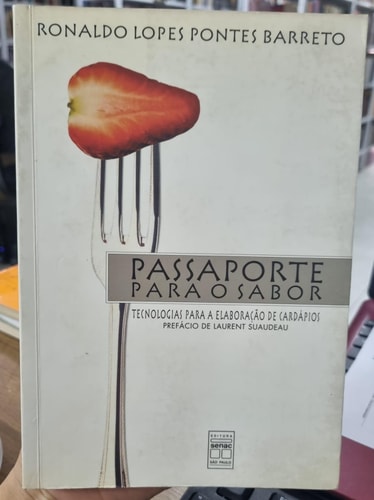 RONALDO LOPES PONTES BARRETO
PASSAPORTE
PARA O SABOR
TECNOLOGIAS PARA A ELABORAÇÃO DE CARDÁPIOS
PREFÁCIO DE LAURENT SUAUDEAU
EDITORA
senac
SÃO PAULO